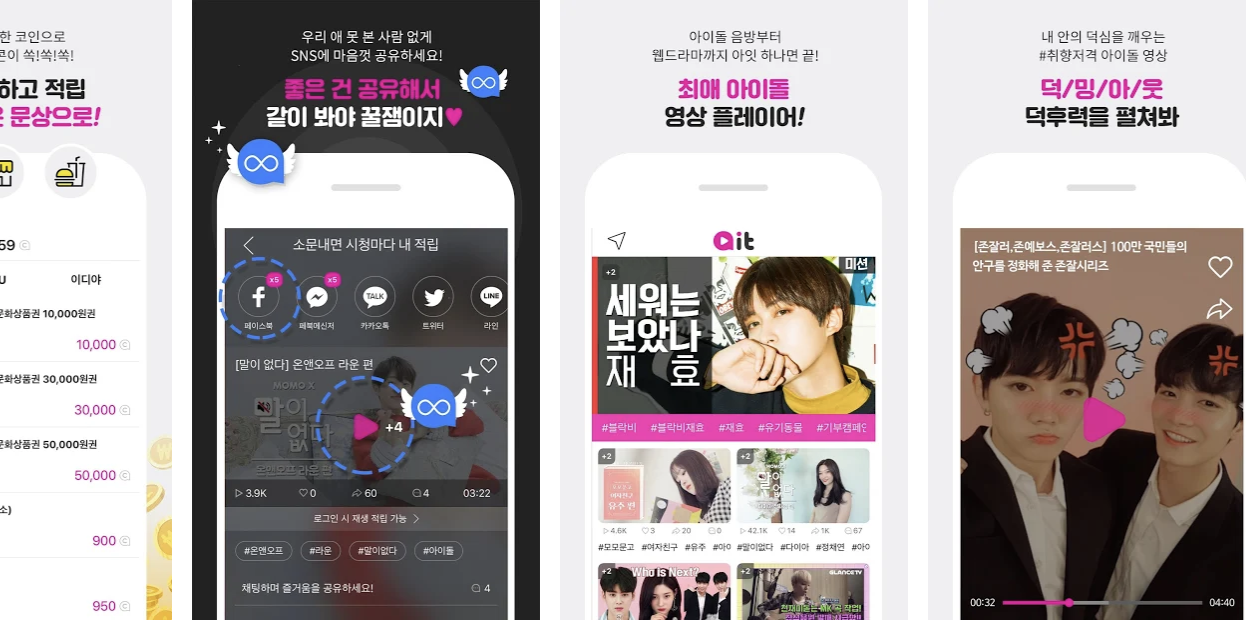 한 코인으로
콘이 쏙!쏙!쏙!
하고 적립
은 문상으로!
59
U
이디야
문화상품권 10,000원권
10,000
문화상품권 30,000원권
30,000
문화상품권 50,000원권
50,000
소)
900
950
우리 애 못 본 사람 없게
SNS에 마음껏 공유하세요!
좋은 건 공유해서
같이 봐야 꿀잼이지♥
소문내면 시청마다 내 적립
x5
x5
TALK
LINE
페이스북
페북메신저
카카오톡
트위터
라인
[말이 없다] 온앤오프 라운 편
MOMO X
말이
없다
온앤오프 라운 편
+4
3.9K
0
60
4
03:22
로그인 시 재생 적립 가능 >
#온앤오프
#라운
#말이없다
#아이돌
채팅하며 즐거움을 공유하세요!
4
아이돌 음방부터
웹드라마까지 아잇 하나면 끝!
최애 아이돌
영상 플레이어!
ait
+2
미션
세워는
보았나
재 효
#블락비 #블락비재효 #재효 #유기동물 #기부캠페인
+2
여자친구
유주 편
+2
말이
없다
4.6K
3
20
0
42.1K
14
1K
67
#모모문고 #여자친구 #유주 #아이
#말이없다 #다이아 #정채연 #아이
+2
Who is Next?
+2
GLANCETV
내 안의 덕심을 깨우는
#취향저격 아이돌 영상
덕/밍/아/웃
덕후력을 펼쳐봐
[존잘러,존예보스,존잘러스] 100만 국민들의
안구를 정화해 준 존잘시리즈
00:32
04:40